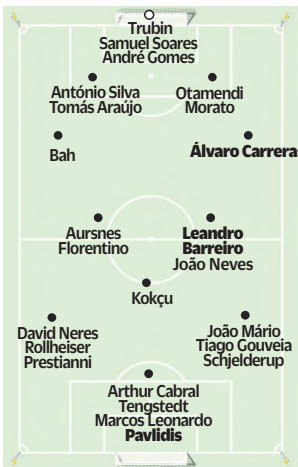 Trubin
Samuel Soares
André Gomes
António Silva
Tomás Araújo
Otamendi
Morato
Bah
Álvaro Carrera
Aursnes
Florentino
Leandro
Barreiro
João Neves
Kokçu
David Neres
Rollheiser
Prestianni
João Mário
Tiago Gouveia
Schjelderup
Arthur Cabral
Tengstedt
Marcos Leonardo
Pavlidis